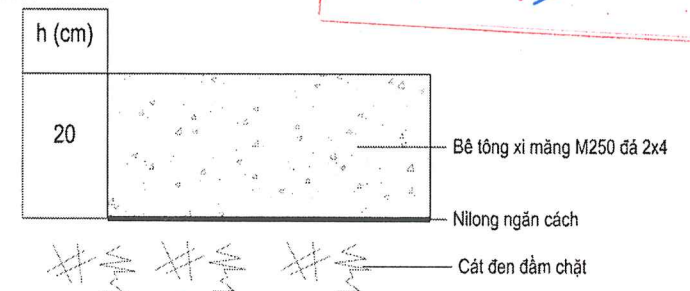 h (cm)
20
Bê tông xi măng M250 đá 2x4
Nilong ngăn cách
Cát đen đầm chặt